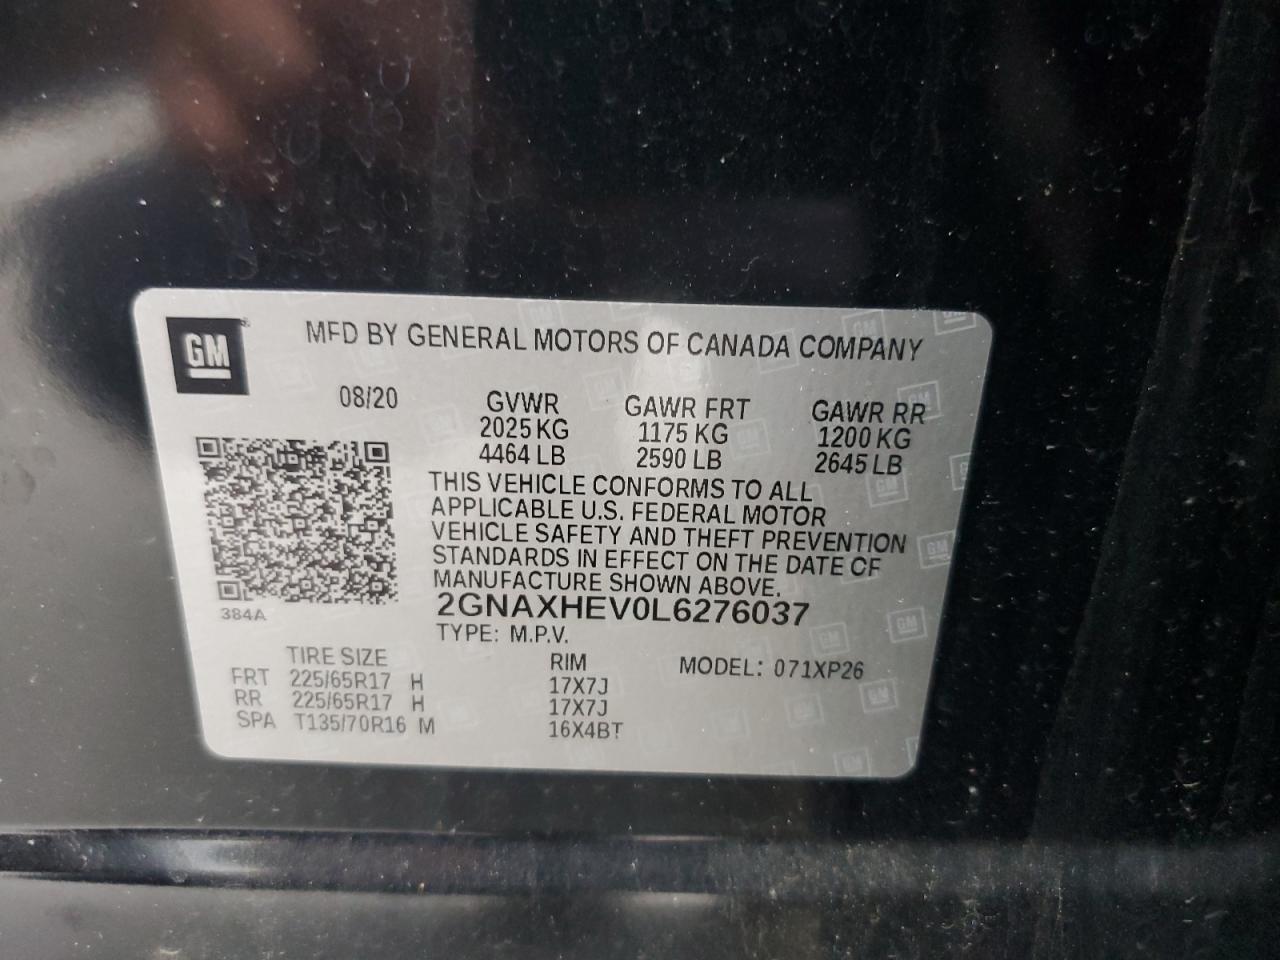 GM
MFD BY GENERAL MOTORS OF CANADA COMPANY
08/20
GVWR GAWR FRT GAWR RR
2025 KG 1175 KG 1200 KG
4464 LB 2590 LB 2645 LB
THIS VEHICLE CONFORMS TO ALL
APPLICABLE U.S. FEDERAL MOTOR
VEHICLE SAFETY AND THEFT PREVENTION
STANDARDS IN EFFECT ON THE DATE OF
MANUFACTURE SHOWN ABOVE.
384A
2GNAXHEV0L6276037
TYPE: M.P.V.
TIRE SIZE RIM MODEL: 071XP26
FRT 225/65R17 H 17X7J
RR 225/65R17 H 17X7J
SPA T135/70R16 M 16X4BT